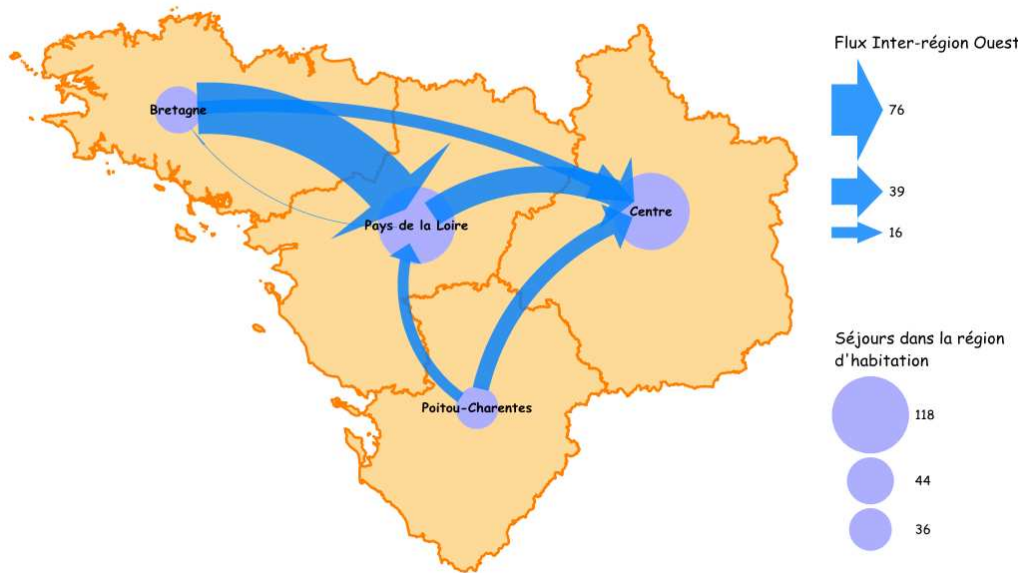 Flux Inter-région Ouest
76
39
16
Bretagne
Pays de la Loire
Centre
Poitou-Charentes
Séjours dans la région
d'habitation
118
44
36